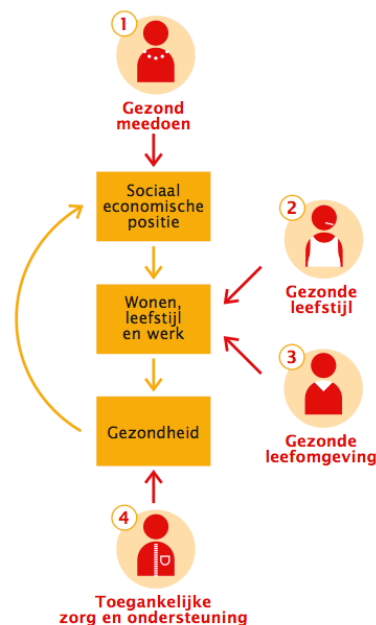 1
Gezond
meedoen
Sociaal
economische
positie
2
Gezonde
leefstijl
Wonen,
leefstijl
en werk
3
Gezonde
leefomgeving
Gezondheid
4
Toegankelijke
zorg en ondersteuning